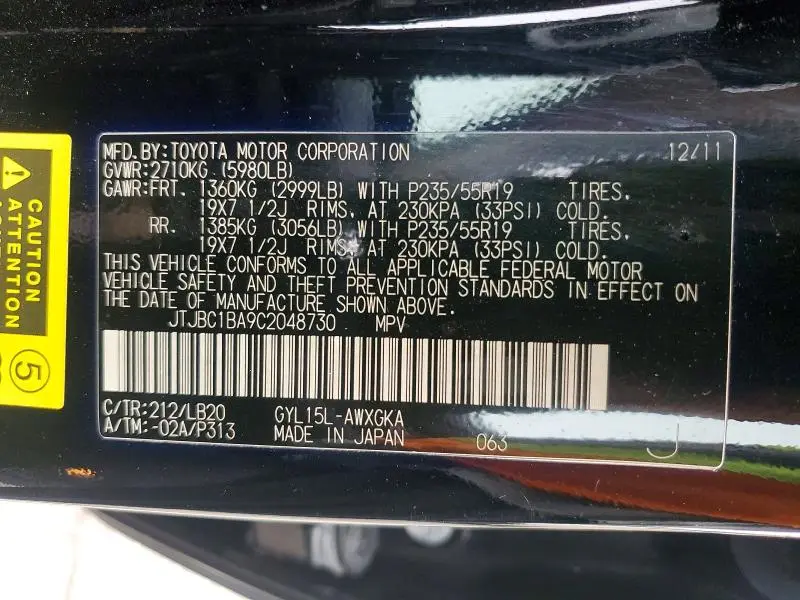 MFD.BY:TOYOTA MOTOR CORPORATION 12/11
GVWR:2710KG (5980LB)
GAWR:FRT. 1360KG (2999LB) WITH P235/55R19 TIRES,
19X7 1/2J RIMS, AT 230KPA (33PSI) COLD.
RR. 1385KG (3056LB) WITH P235/55R19 TIRES,
19X7 1/2J RIMS, AT 230KPA (33PSI) COLD.
THIS VEHICLE CONFORMS TO ALL APPLICABLE FEDERAL MOTOR
VEHICLE SAFETY AND THEFT PREVENTION STANDARDS IN EFFECT ON
THE DATE OF MANUFACTURE SHOWN ABOVE.
JTJBC1BA9C2048730 MPV
C/TR:212/LB20 GYL15L-AWXGKA
A/TM:-02A/P313 MADE IN JAPAN 063 J
CAUTION
ATTENTION
5